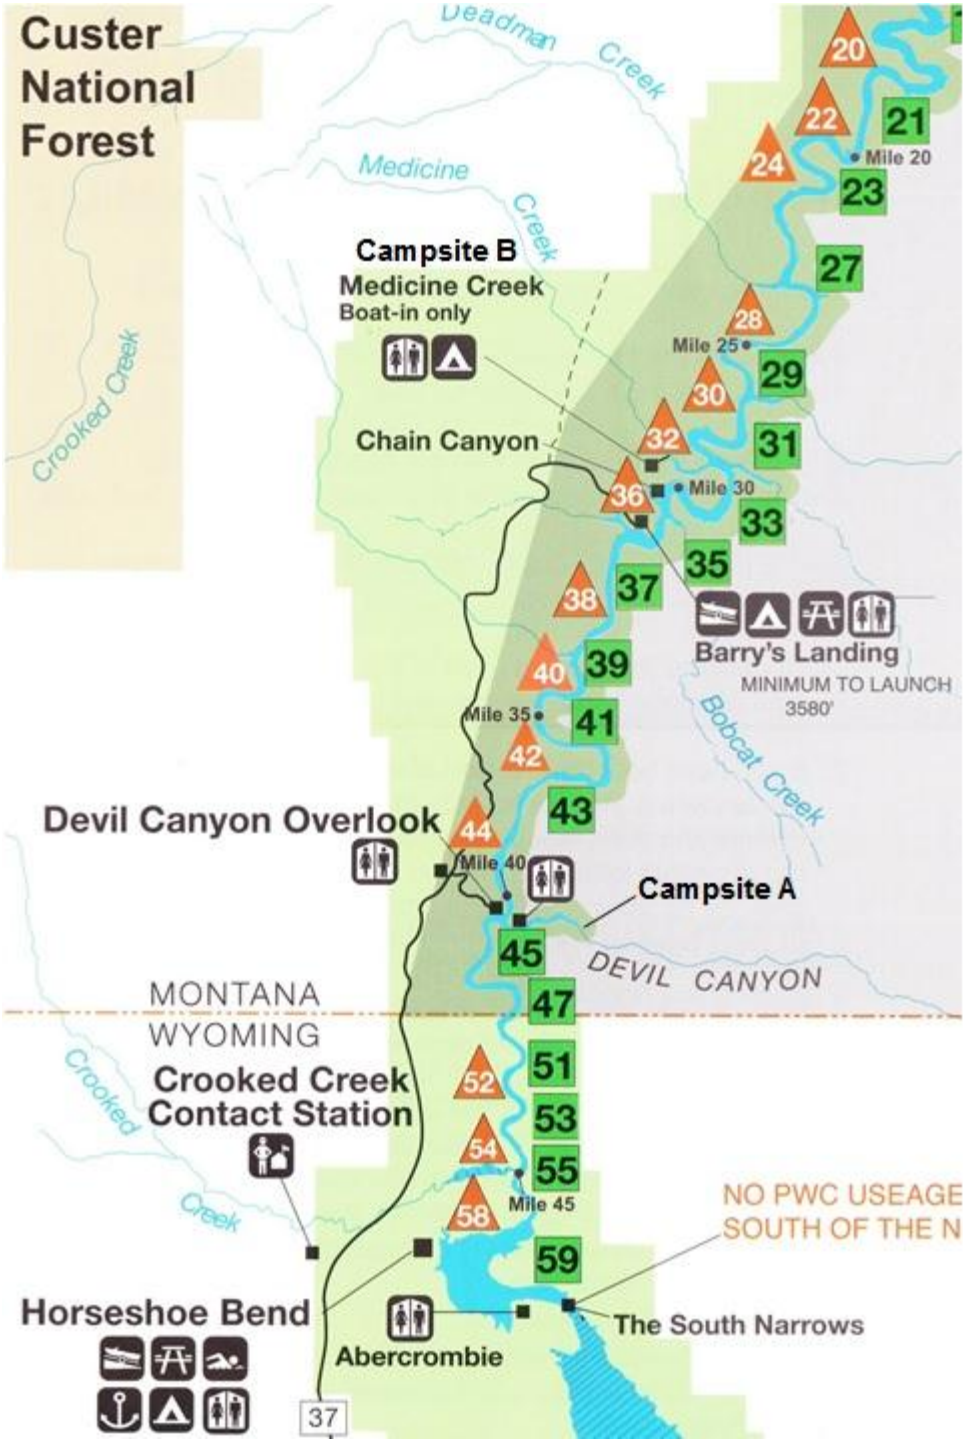 Custer
National
Forest
Deadman
Creek
20
22
21
24
Mile 20
23
Medicine
Creek
27
Campsite B
Medicine Creek
Boat-in only
28
Mile 25
29
30
Crooked Creek
Chain Canyon
32
31
36
Mile 30
33
35
38
37
Barry's Landing
MINIMUM TO LAUNCH
3580'
40
39
Mile 35
41
42
Bobcat Creek
43
Devil Canyon Overlook
44
Mile 40
Campsite A
45
DEVIL CANYON
47
MONTANA
WYOMING
Crooked
Creek
Crooked Creek
Contact Station
52
51
53
54
55
Mile 45
58
NO PWC USEAGE
SOUTH OF THE N
59
Horseshoe Bend
The South Narrows
Abercrombie
37